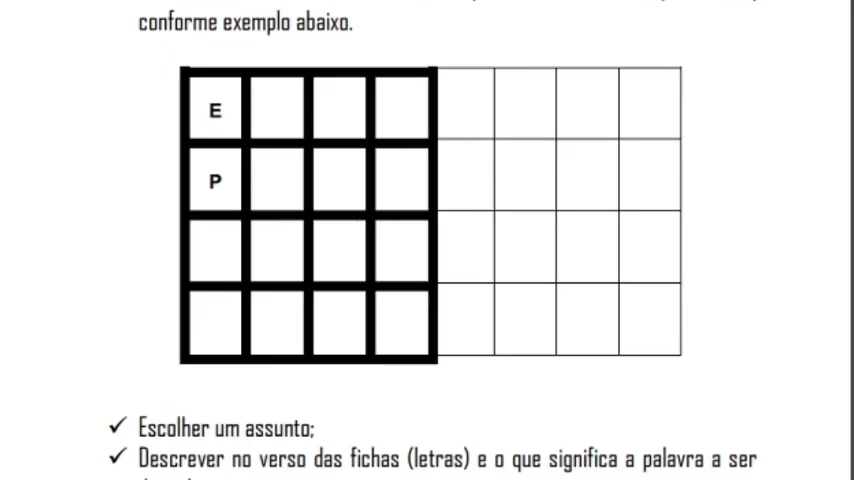 conforme exemplo abaixo.
E
P
✓ Escolher um assunto;
✓ Descrever no verso das fichas (letras) e o que significa a palavra a ser